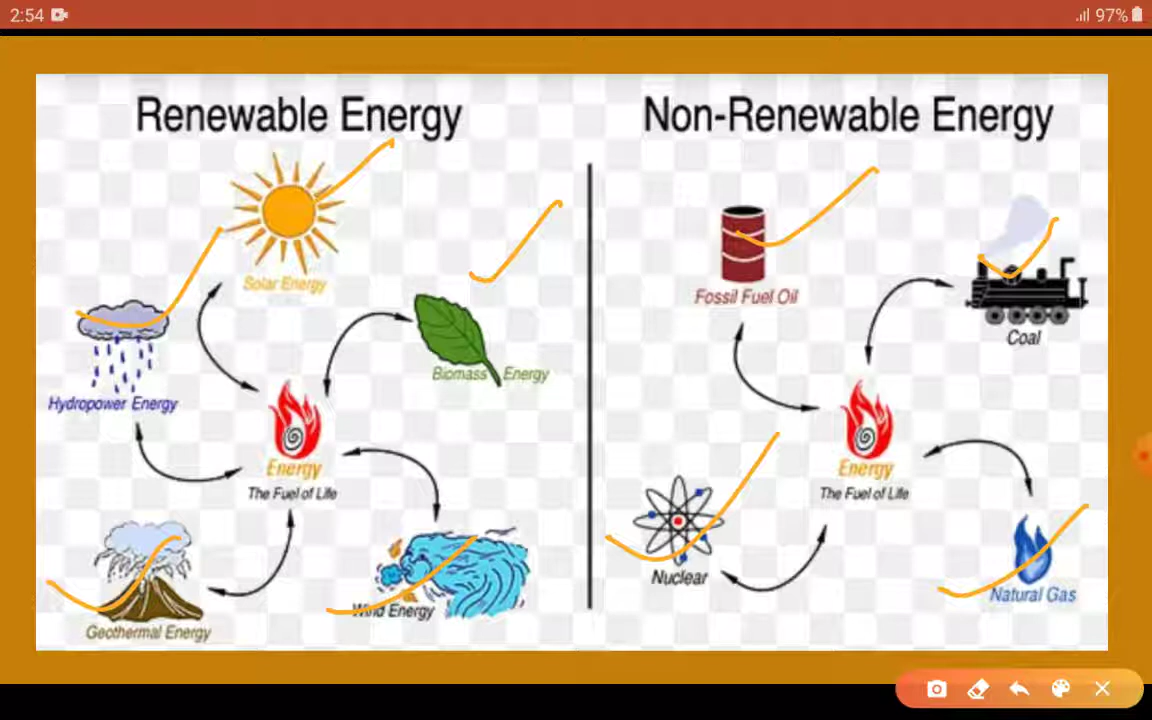 2:54
97%
Renewable Energy
Solar Energy
Hydropower Energy
Biomass Energy
Energy
The Fuel of Life
Geothermal Energy
Wind Energy
Non-Renewable Energy
Fossil Fuel Oil
Coal
Energy
The Fuel of Life
Nuclear
Natural Gas